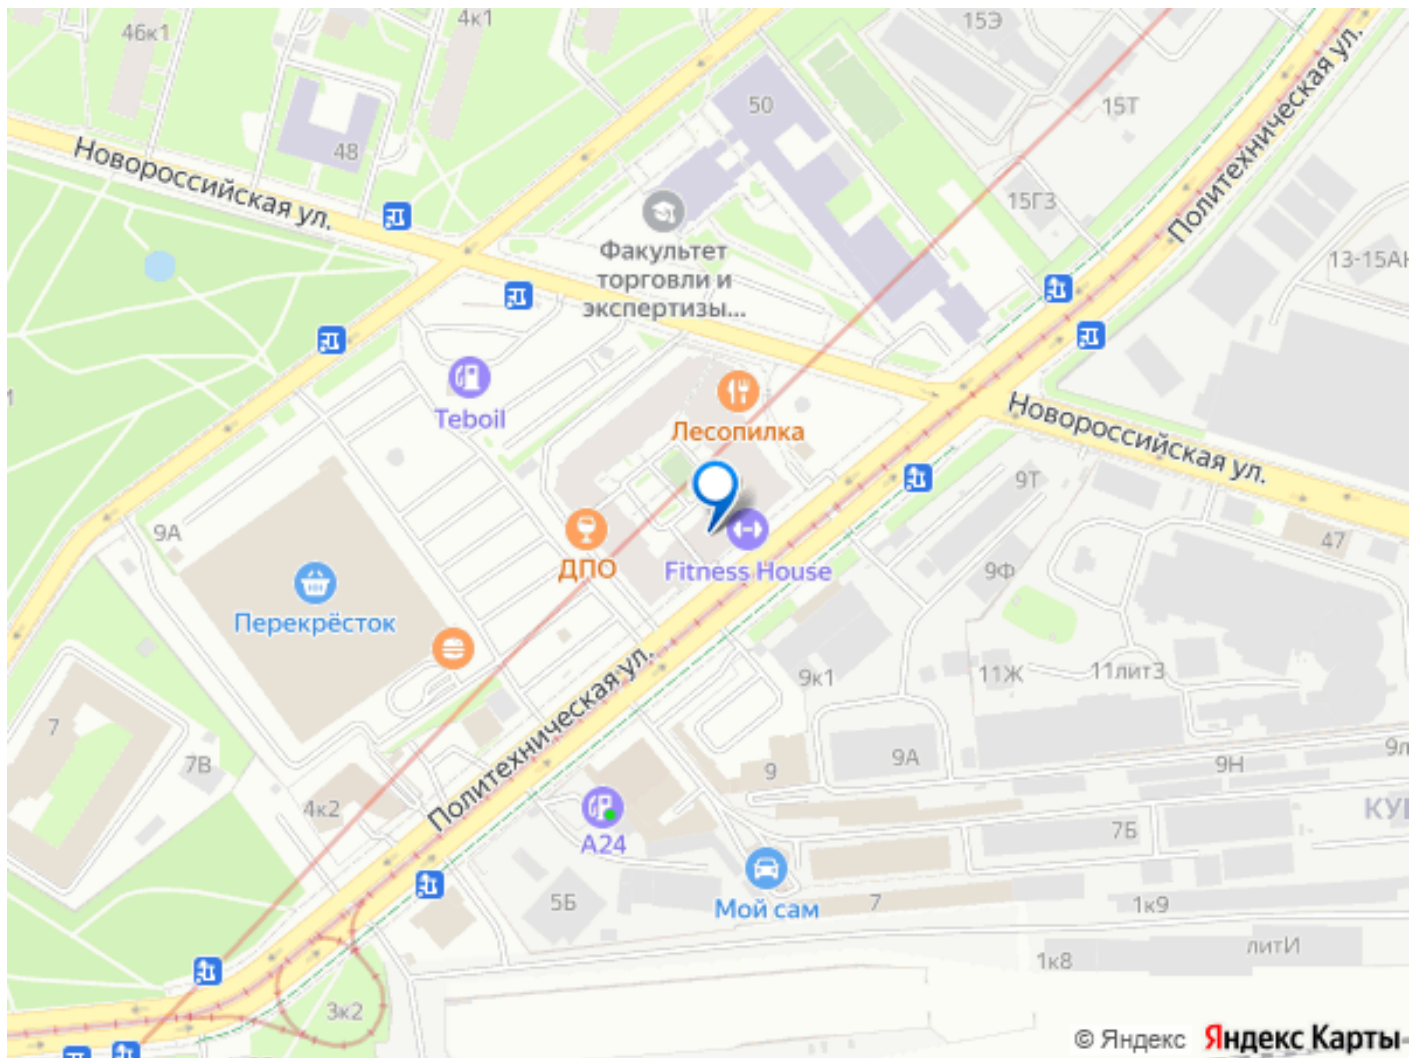 46к1
4к1
15Э
50
15Т
48
Новороссийская ул.
Политехническая ул.
15Г3
Факультет
торговли и
экспертизы...
Teboil
Лесопилка
Новороссийская ул.
9Т
47
9А
ДПО
Fitness House
9Ф
Перекрёсток
9к1
11Ж
11лит3
Политехническая ул.
7
7В
9
9А
9Н
4к2
А24
7Б
Мой сам
5Б
7
1к9
литИ
1к8
3к2
© Яндекс Яндекс Карты